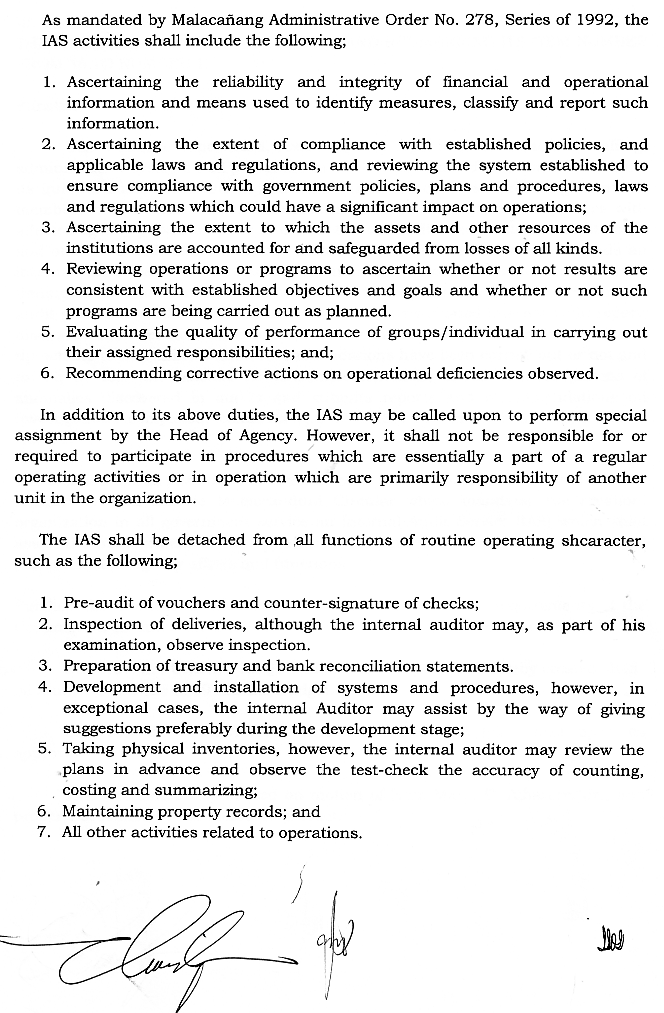 As mandated by Malacañang Administrative Order No. 278, Series of 1992, the
IAS activities shall include the following;
1. Ascertaining the reliability and integrity of financial and operational
information and means used to identify measures, classify and report such
information.
2. Ascertaining the extent of compliance with established policies, and
applicable laws and regulations, and reviewing the system established to
ensure compliance with government policies, plans and procedures, laws
and regulations which could have a significant impact on operations;
3. Ascertaining the extent to which the assets and other resources of the
institutions are accounted for and safeguarded from losses of all kinds.
4. Reviewing operations or programs to ascertain whether or not results are
consistent with established objectives and goals and whether or not such
programs are being carried out as planned.
5. Evaluating the quality of performance of groups/individual in carrying out
their assigned responsibilities; and;
6. Recommending corrective actions on operational deficiencies observed.
In addition to its above duties, the IAS may be called upon to perform special
assignment by the Head of Agency. However, it shall not be responsible for or
required to participate in procedures which are essentially a part of a regular
operating activities or in operation which are primarily responsibility of another
unit in the organization.
The IAS shall be detached from all functions of routine operating shcaracter,
such as the following;
1. Pre-audit of vouchers and counter-signature of checks;
2. Inspection of deliveries, although the internal auditor may, as part of his
examination, observe inspection.
3. Preparation of treasury and bank reconciliation statements.
4. Development and installation of systems and procedures, however, in
exceptional cases, the internal Auditor may assist by the way of giving
suggestions preferably during the development stage;
5. Taking physical inventories, however, the internal auditor may review the
plans in advance and observe the test-check the accuracy of counting,
costing and summarizing;
6. Maintaining property records; and
7. All other activities related to operations.